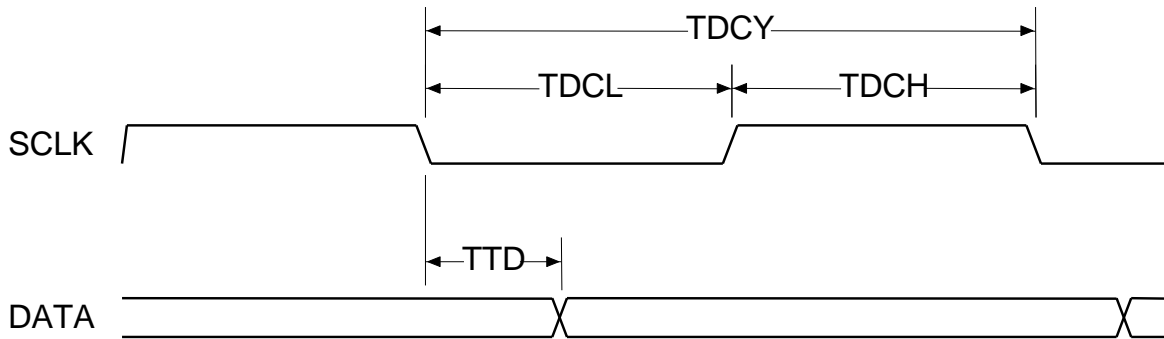 TDCY
TDCL TDCH
SCLK
TTD
DATA